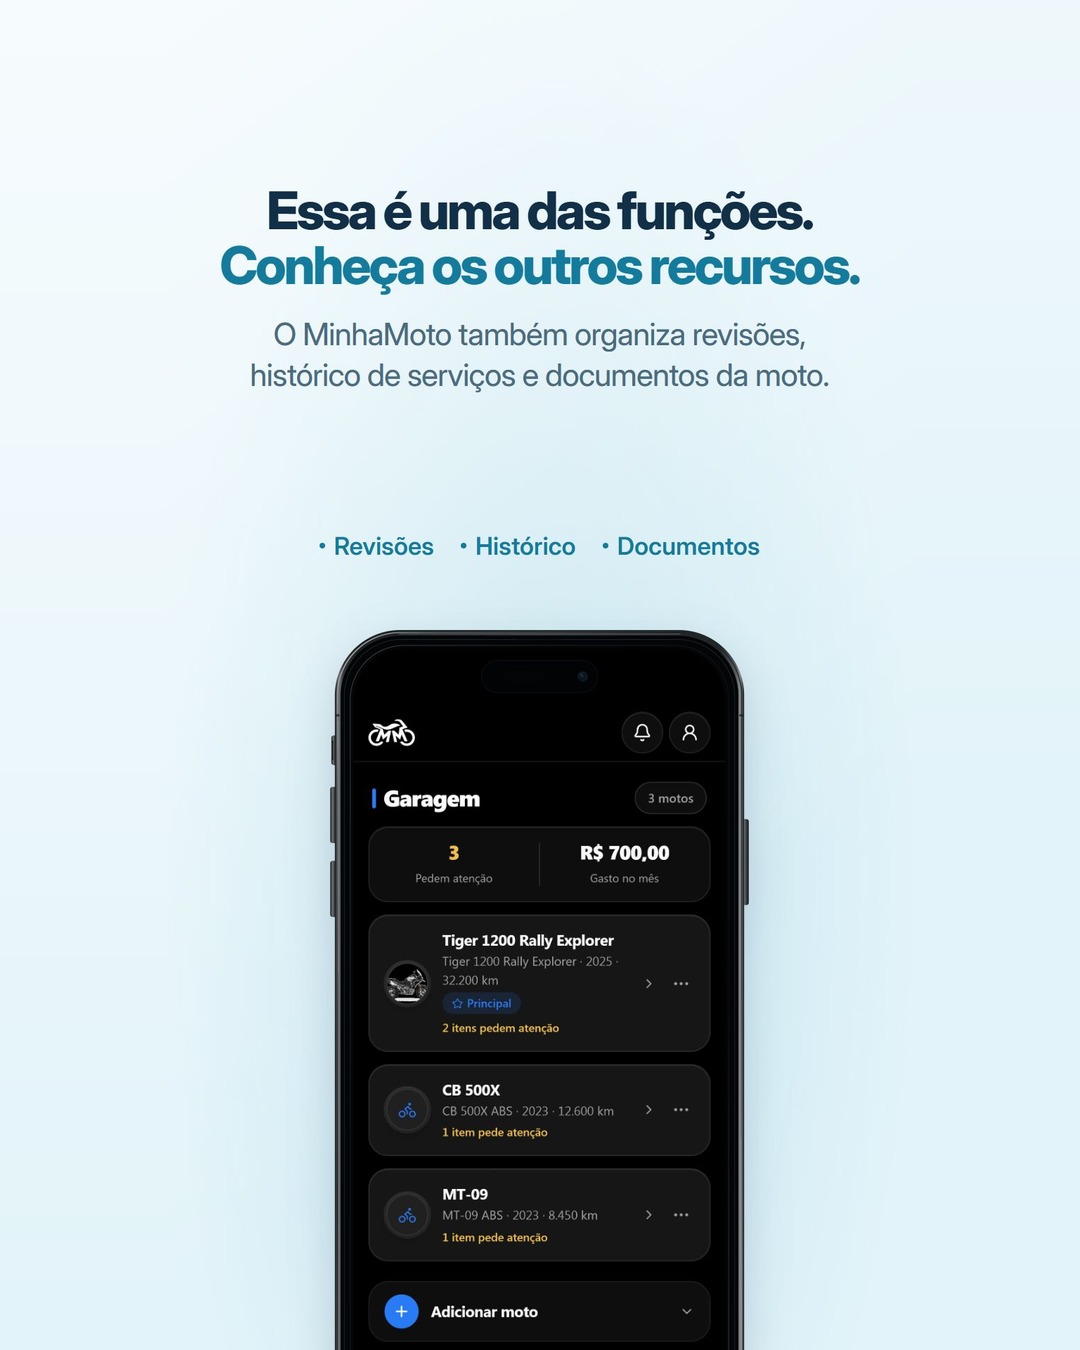 Essa é uma das funções.
Conheça os outros recursos.
O MinhaMoto também organiza revisões,
histórico de serviços e documentos da moto.
• Revisões • Histórico • Documentos
MM
Garagem
3 motos
3
Pedem atenção
R$ 700,00
Gasto no mês
Tiger 1200 Rally Explorer
Tiger 1200 Rally Explorer · 2025 ·
32.200 km
Principal
2 itens pedem atenção
CB 500X
CB 500X ABS · 2023 · 12.600 km
1 item pede atenção
MT-09
MT-09 ABS · 2023 · 8.450 km
1 item pede atenção
Adicionar moto